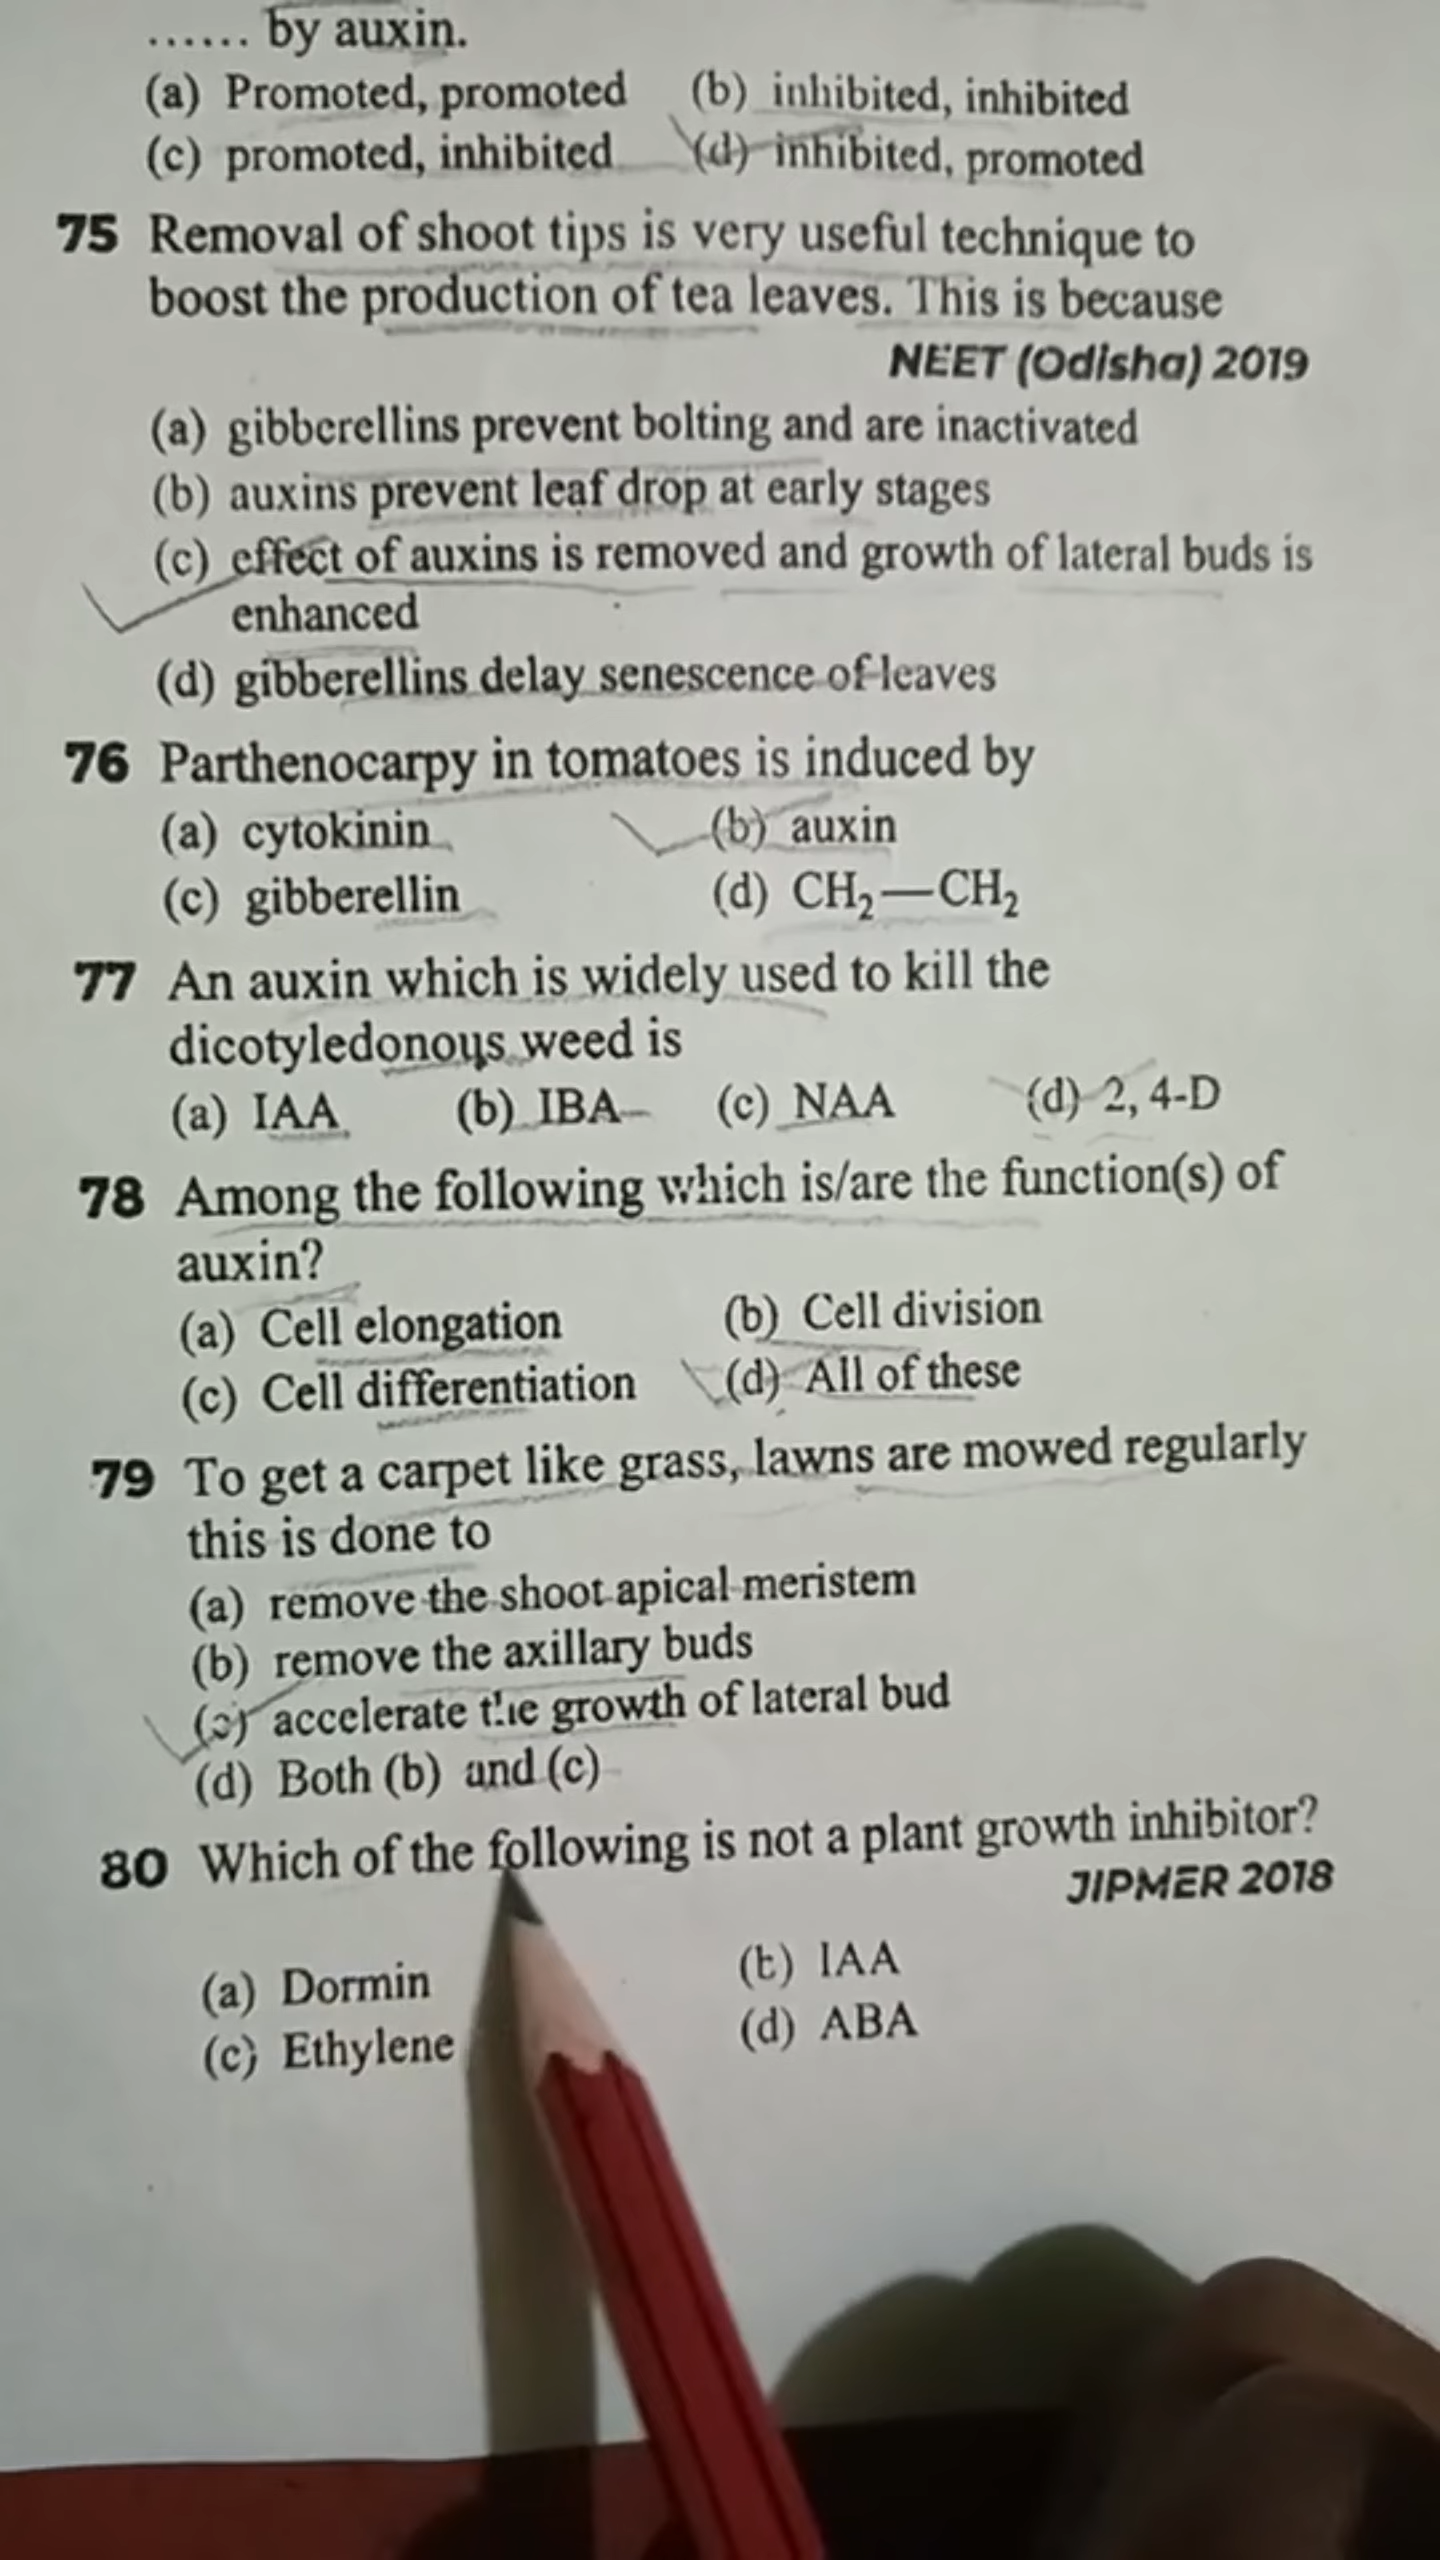 ...... by auxin.
(a) Promoted, promoted (b) inhibited, inhibited
(c) promoted, inhibited (d) inhibited, promoted
75 Removal of shoot tips is very useful technique to
boost the production of tea leaves. This is because
NEET (Odisha) 2019
(a) gibberellins prevent bolting and are inactivated
(b) auxins prevent leaf drop at early stages
(c) effect of auxins is removed and growth of lateral buds is
enhanced
(d) gibberellins delay senescence of leaves
76 Parthenocarpy in tomatoes is induced by
(a) cytokinin (b) auxin
(c) gibberellin (d) CH₂—CH₂
77 An auxin which is widely used to kill the
dicotyledonous weed is
(a) IAA (b) IBA (c) NAA (d) 2, 4-D
78 Among the following which is/are the function(s) of
auxin?
(a) Cell elongation (b) Cell division
(c) Cell differentiation (d) All of these
79 To get a carpet like grass, lawns are mowed regularly
this is done to
(a) remove the shoot apical meristem
(b) remove the axillary buds
(c) accelerate the growth of lateral bud
(d) Both (b) and (c)
80 Which of the following is not a plant growth inhibitor?
JIPMER 2018
(a) Dormin (b) IAA
(c) Ethylene (d) ABA